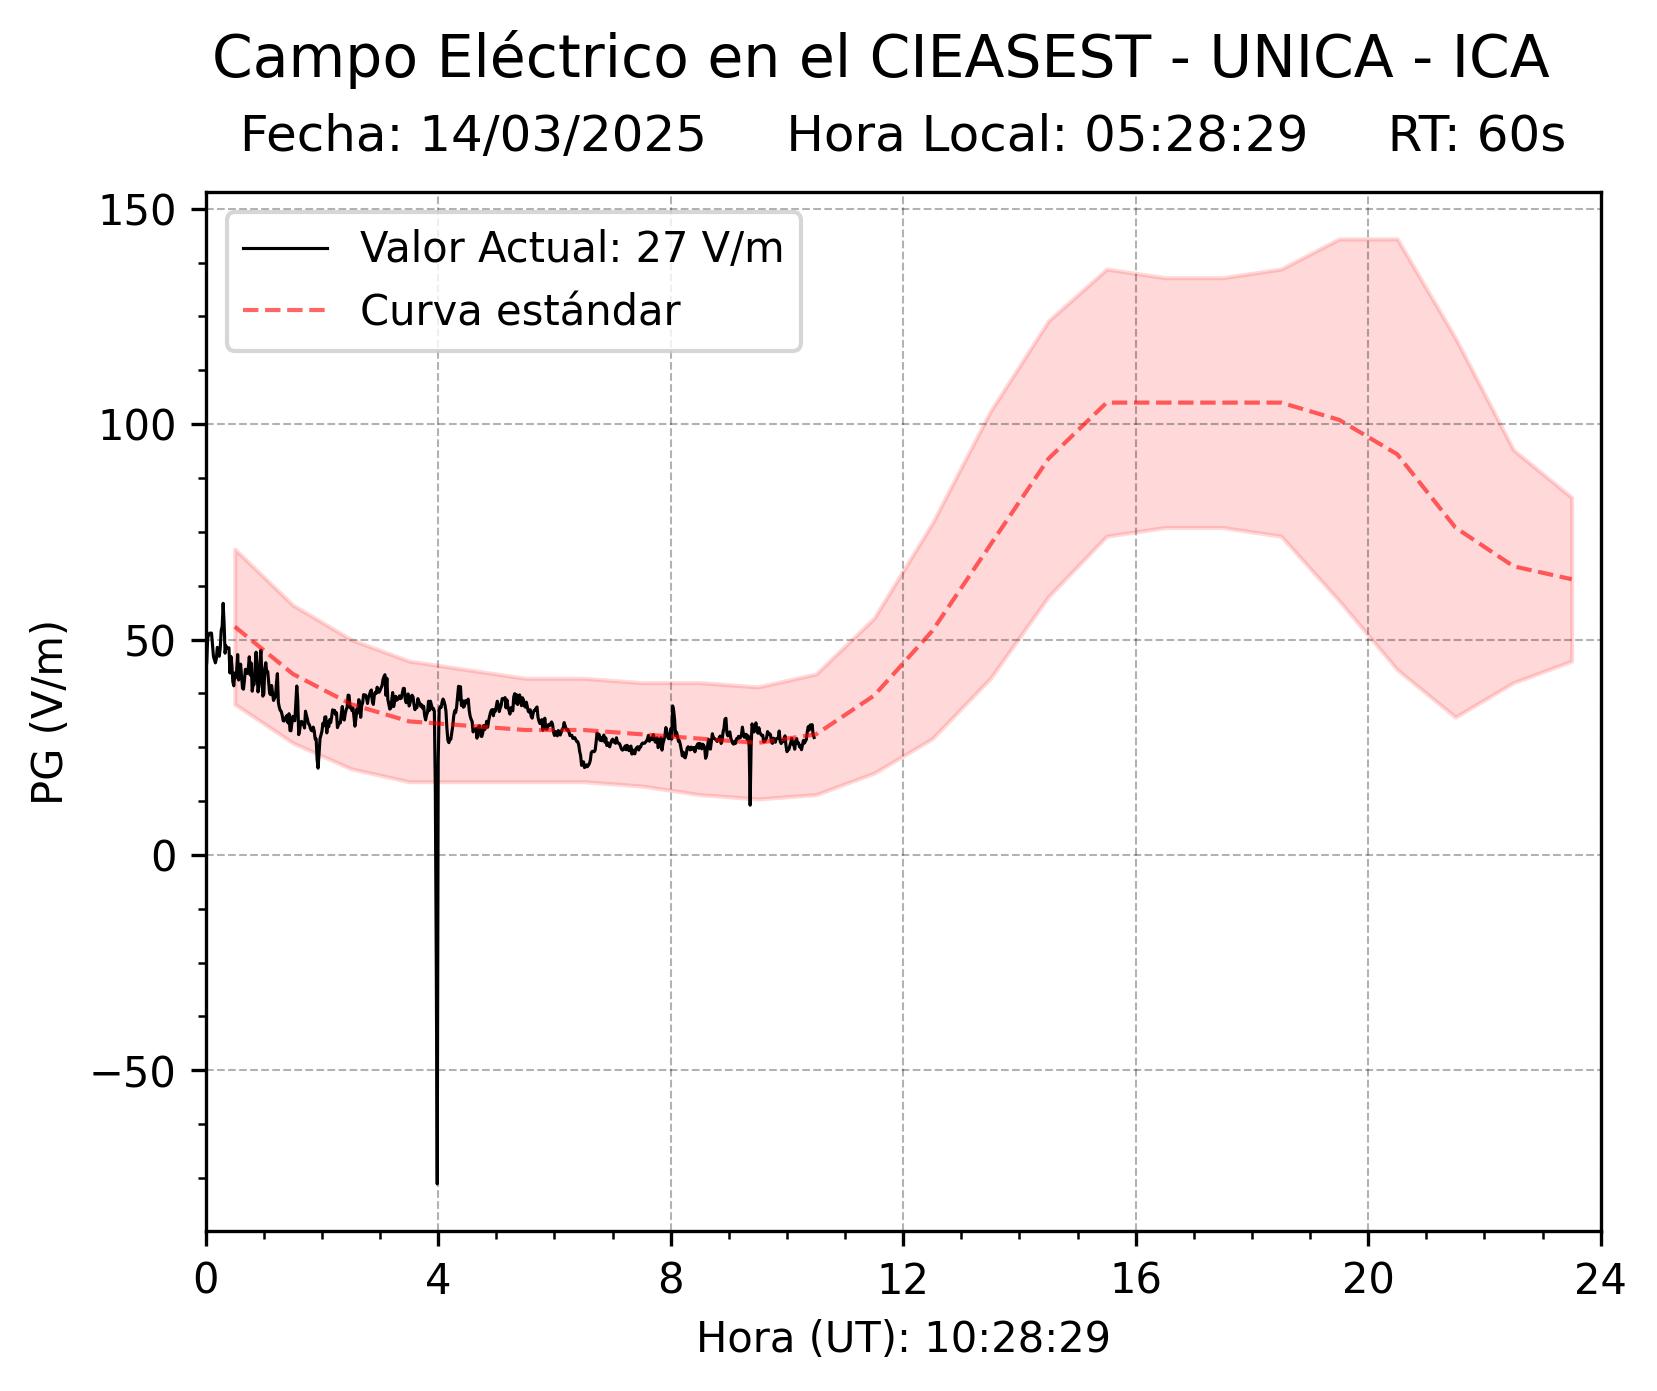 Campo Eléctrico en el CIEASEST - UNICA - ICA
Fecha: 14/03/2025 Hora Local: 05:28:29 RT: 60s
Valor Actual: 27 V/m
Curva estándar
PG (V/m)
150
100
50
0
−50
0 4 8 12 16 20 24
Hora (UT): 10:28:29